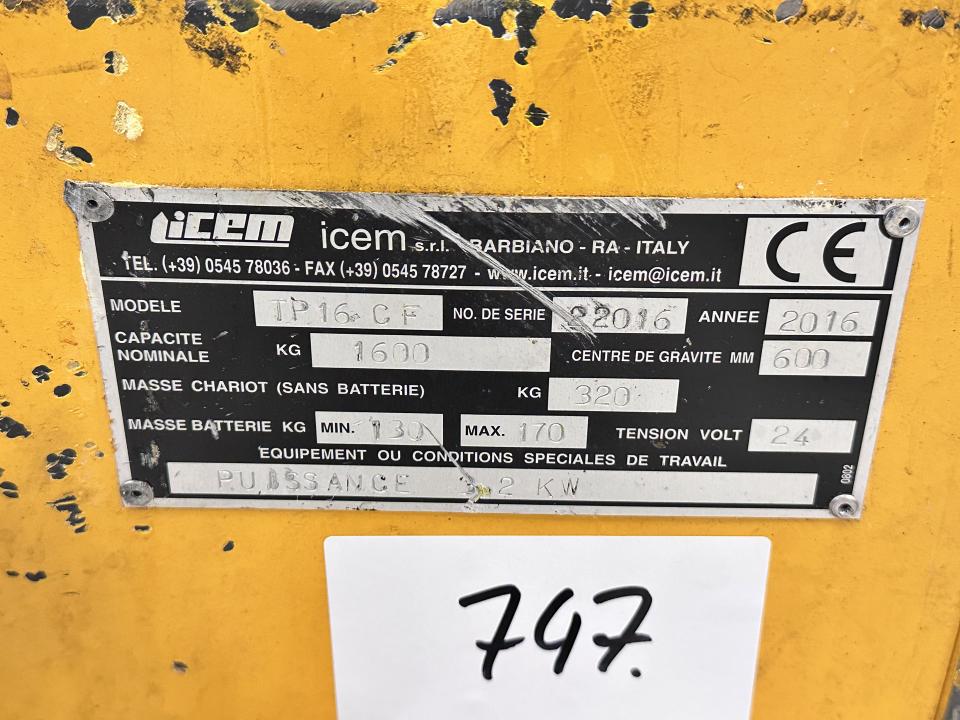 icem icem s.r.l. - BARBIANO - RA - ITALY CE
TEL. (+39) 0545 78036 - FAX (+39) 0545 78727 - www.icem.it - icem@icem.it
MODELE TP16 CF NO. DE SERIE 22016 ANNEE 2016
CAPACITE NOMINALE KG 1600 CENTRE DE GRAVITE MM 600
MASSE CHARIOT (SANS BATTERIE) KG 320
MASSE BATTERIE KG MIN. 130 MAX. 170 TENSION VOLT 24
EQUIPEMENT OU CONDITIONS SPECIALES DE TRAVAIL
PUISSANCE 3.2 KW
0802
747.